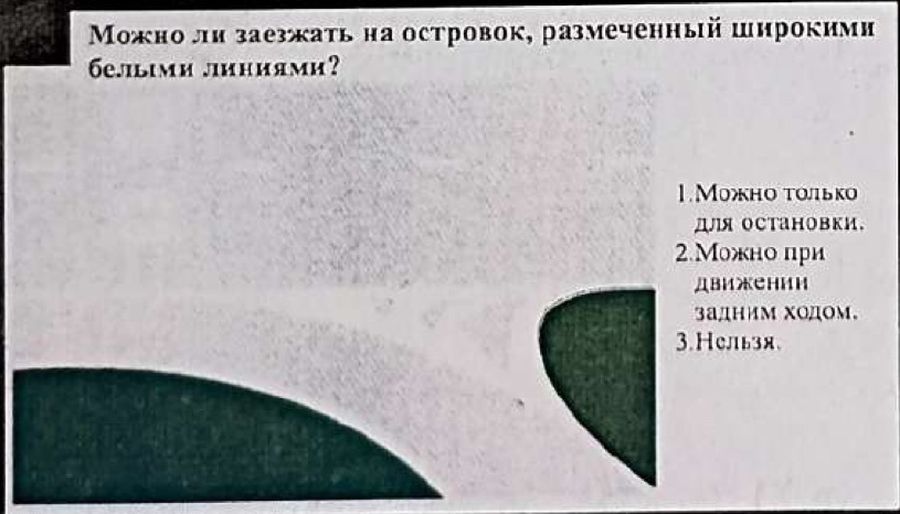 Можно ли заезжать на островок, размеченный широкими
белыми линиями?
1.Можно только
для остановки.
2.Можно при
движении
задним ходом.
3.Нельзя.